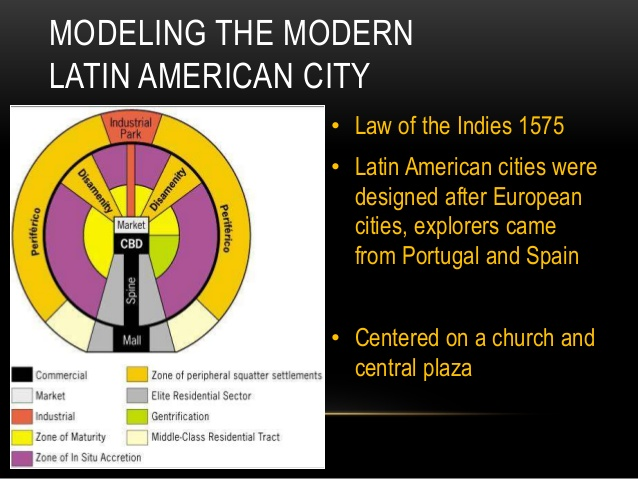 MODELING THE MODERN
LATIN AMERICAN CITY
Industrial
Park
Disamenity
Disamenity
Market
CBD
Periférico
Periférico
Spine
Mall
Commercial
Market
Industrial
Zone of Maturity
Zone of In Situ Accretion
Zone of peripheral squatter settlements
Elite Residential Sector
Gentrification
Middle-Class Residential Tract
• Law of the Indies 1575
• Latin American cities were
designed after European
cities, explorers came
from Portugal and Spain
• Centered on a church and
central plaza